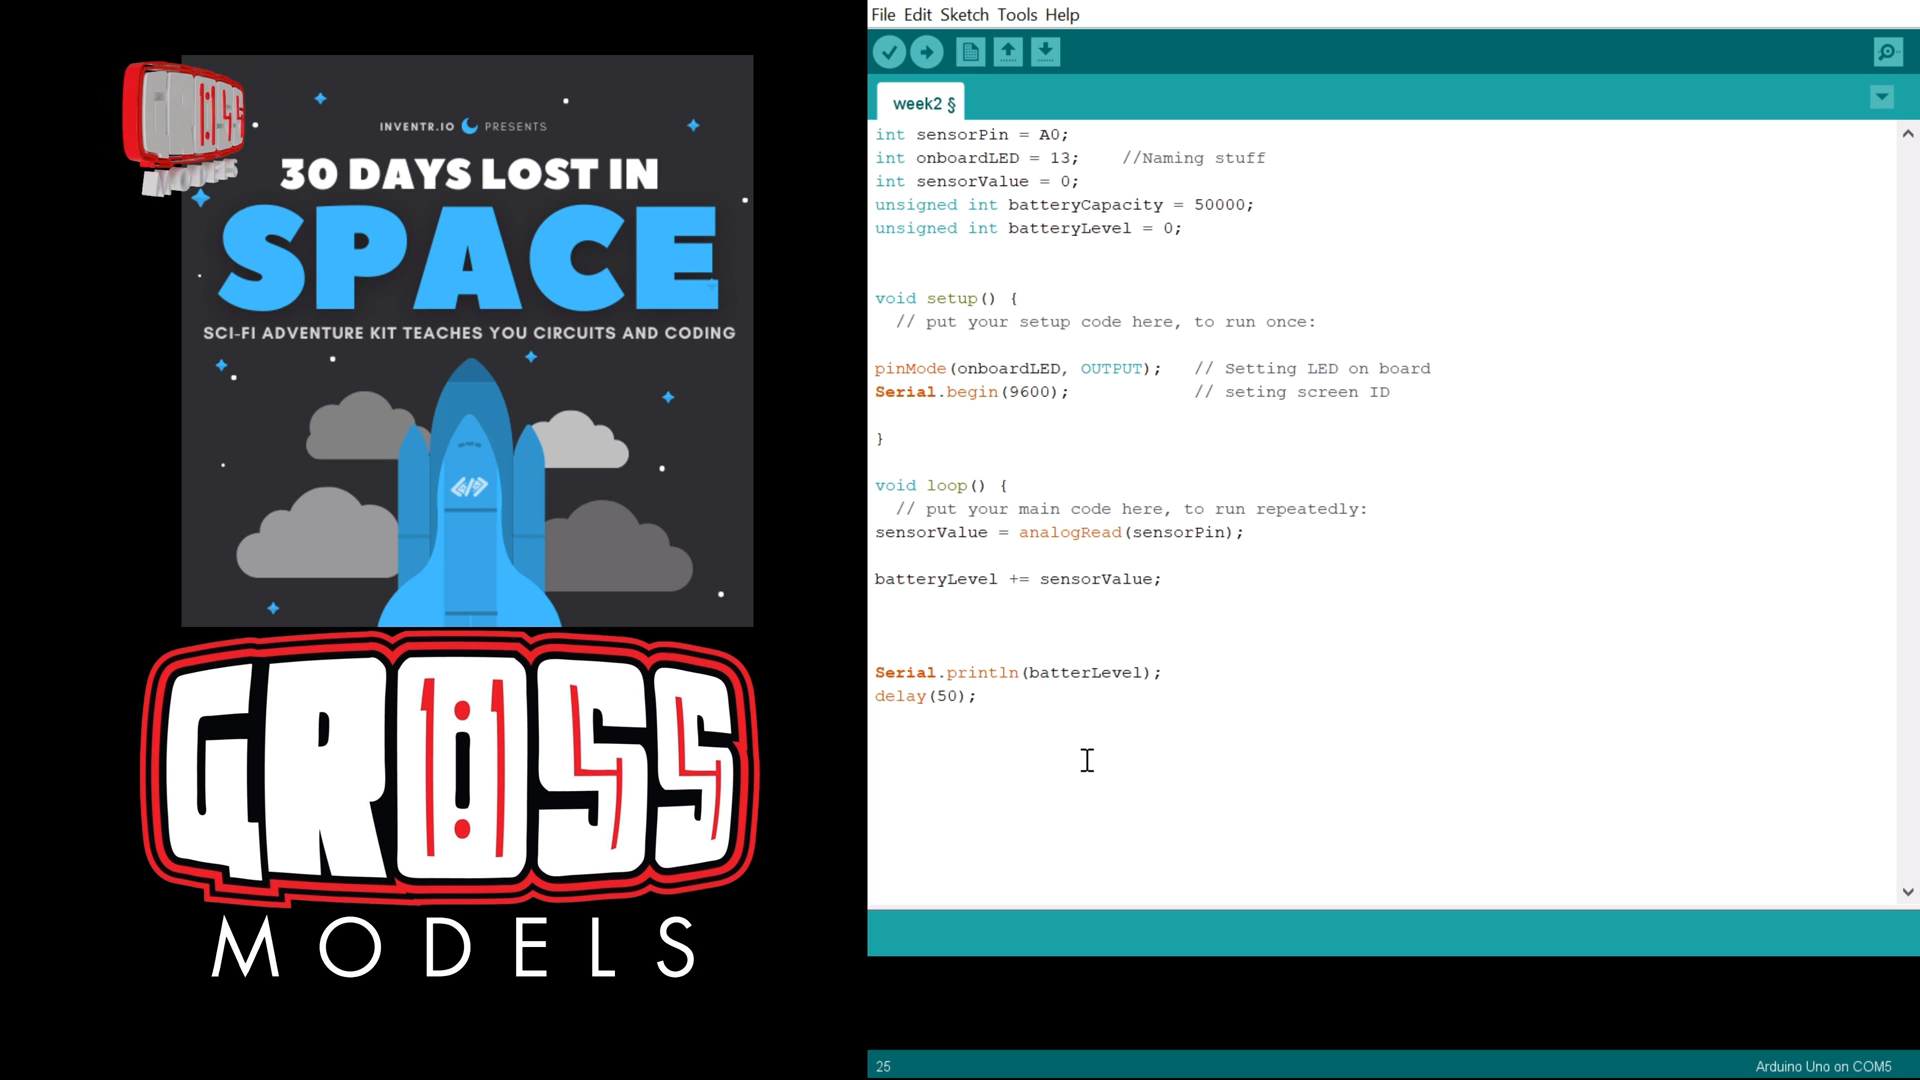 INVENTR.IO PRESENTS
30 DAYS LOST IN
SPACE
SCI-FI ADVENTURE KIT TEACHES YOU CIRCUITS AND CODING
</>
GROSS
MODELS
File Edit Sketch Tools Help
week2 §
int sensorPin = A0;
int onboardLED = 13;    //Naming stuff
int sensorValue = 0;
unsigned int batteryCapacity = 50000;
unsigned int batteryLevel = 0;
void setup() {
  // put your setup code here, to run once:
pinMode(onboardLED, OUTPUT);   // Setting LED on board
Serial.begin(9600);            // seting screen ID
}
void loop() {
  // put your main code here, to run repeatedly:
sensorValue = analogRead(sensorPin);
batteryLevel += sensorValue;
Serial.println(batterLevel);
delay(50);
25
Arduino Uno on COM5